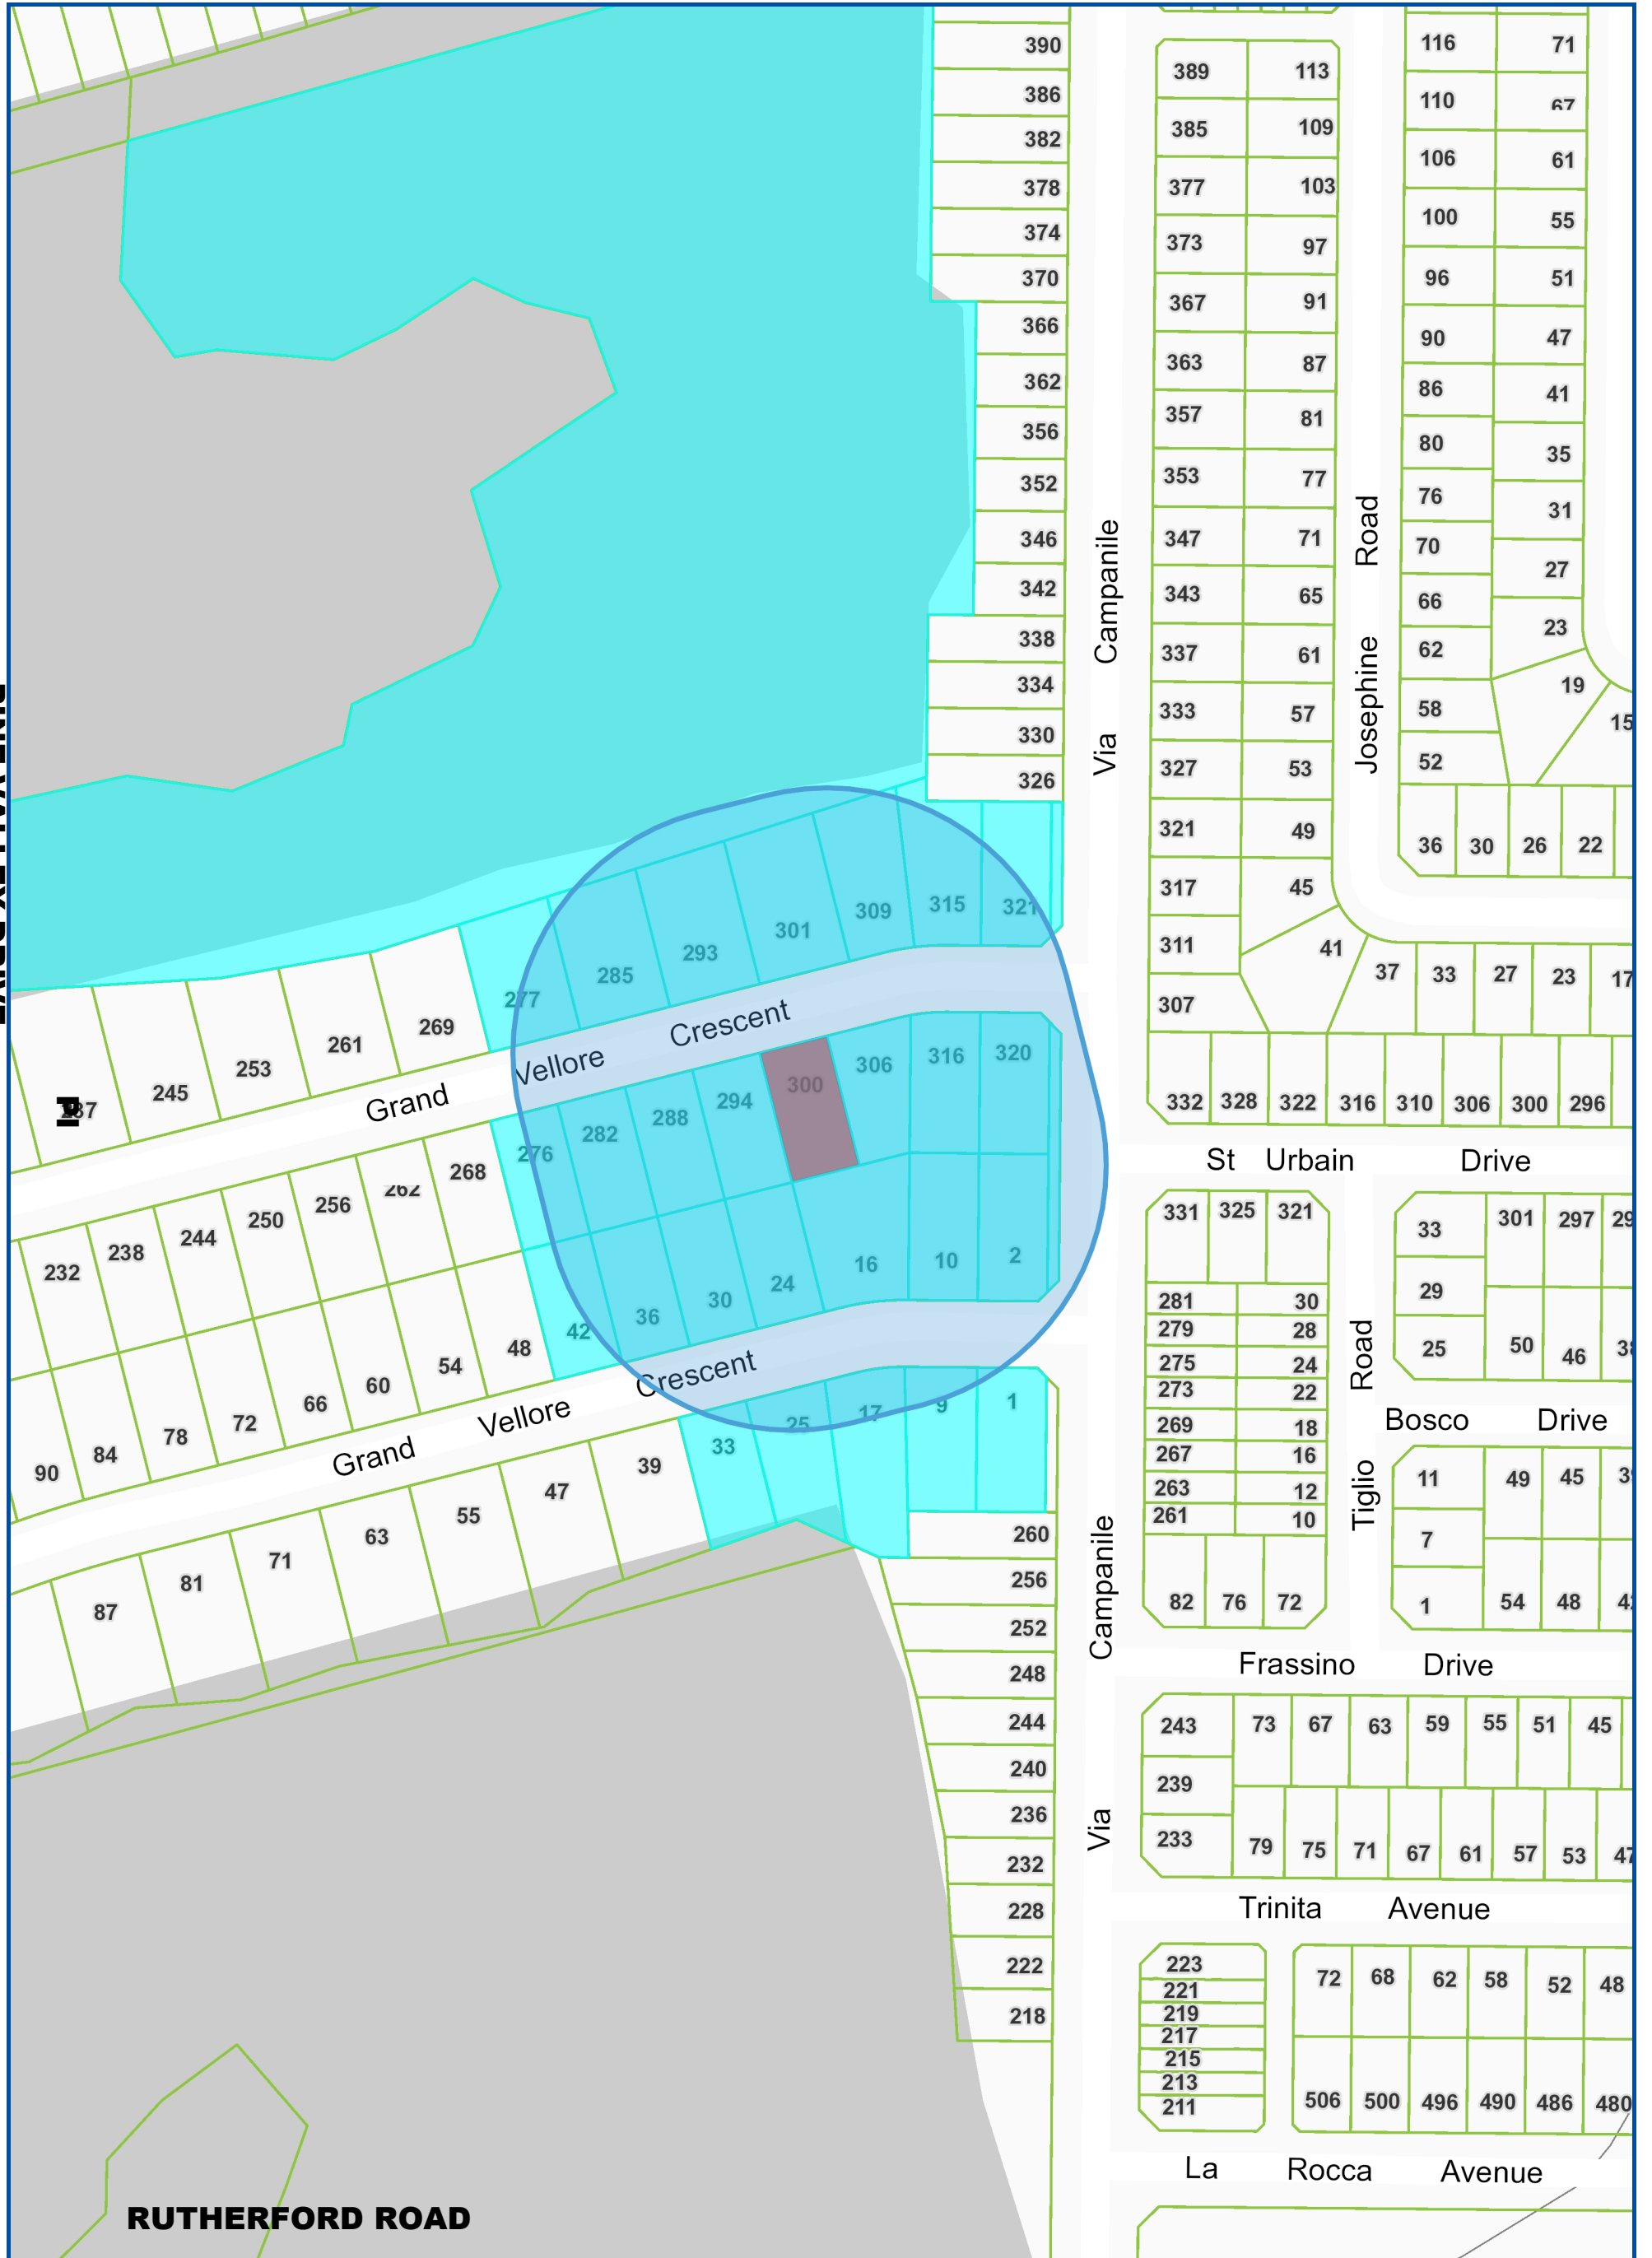 390
386
382
378
374
370
366
362
356
352
346
342
338
334
330
326
389 113
385 109
377 103
373 97
367 91
363 87
357 81
353 77
347 71
343 65
337 61
333 57
327 53
321 49
317 45
311 41
307
116 71
110 67
106 61
100 55
96 51
90 47
86 41
80 35
76 31
70 27
66 23
62 19
58 15
52
36 30 26 22
37 33 27 23 17
332 328 322 316 310 306 300 296
Via Campanile
Josephine Road
245 253 261 269 277 285 293 301 309 315 321
Grand Vellore Crescent
232 238 244 250 256 262 268 276 282 288 294 300 306 316 320
90 84 78 72 66 60 54 48 42 36 30 24 16 10 2
Grand Vellore Crescent
87 81 71 63 55 47 39 33 25 17 9 1
St Urbain Drive
331 325 321
281 30
279 28
275 24
273 22
269 18
267 16
263 12
261 10
82 76 72
Tiglio Road
33 301 297
29
25 50 46
Bosco Drive
11 49 45
7
1 54 48
260
256
252
248
244
240
236
232
228
222
218
Via Campanile
Frassino Drive
243 73 67 63 59 55 51 45
239
233 79 75 71 67 61 57 53 47
Trinita Avenue
223
221
219
217
215
213
211
72 68 62 58 52 48
506 500 496 490 486 480
La Rocca Avenue
RUTHERFORD ROAD